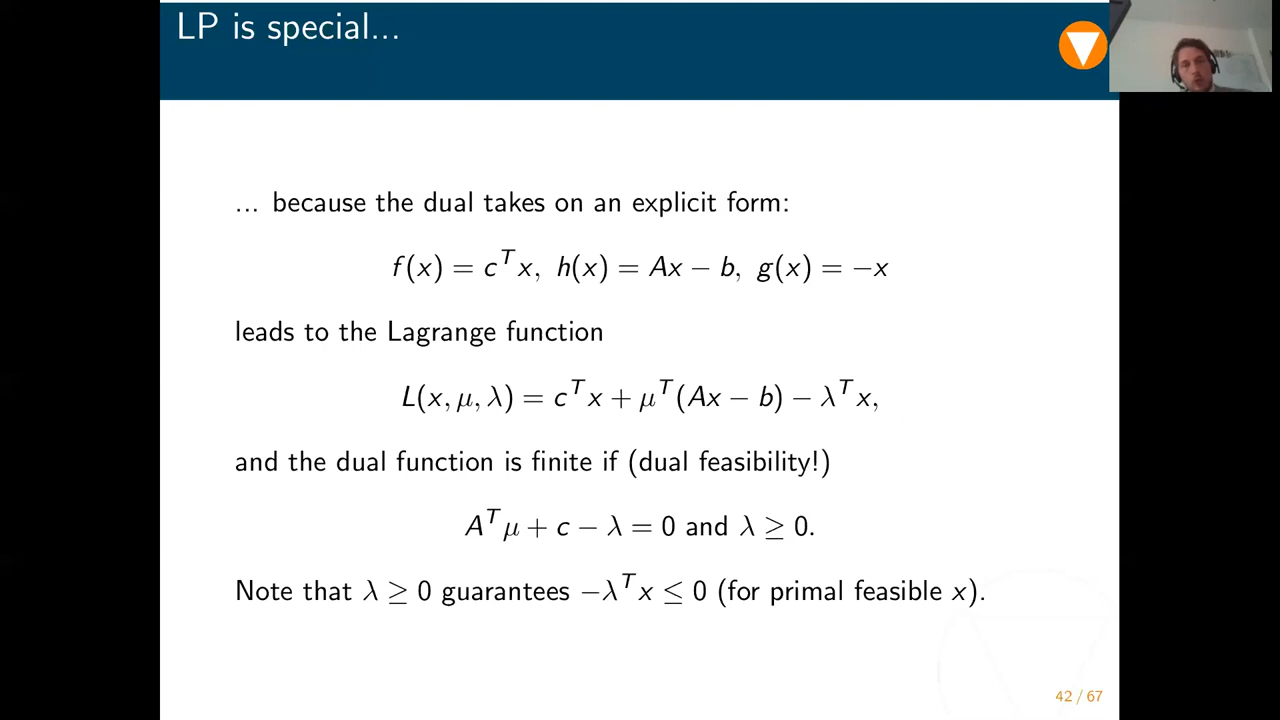 LP is special...
... because the dual takes on an explicit form:
f(x) = c^T x, h(x) = Ax − b, g(x) = −x
leads to the Lagrange function
L(x, μ, λ) = c^T x + μ^T (Ax − b) − λ^T x,
and the dual function is finite if (dual feasibility!)
A^T μ + c − λ = 0 and λ ≥ 0.
Note that λ ≥ 0 guarantees −λ^T x ≤ 0 (for primal feasible x).
42 / 67